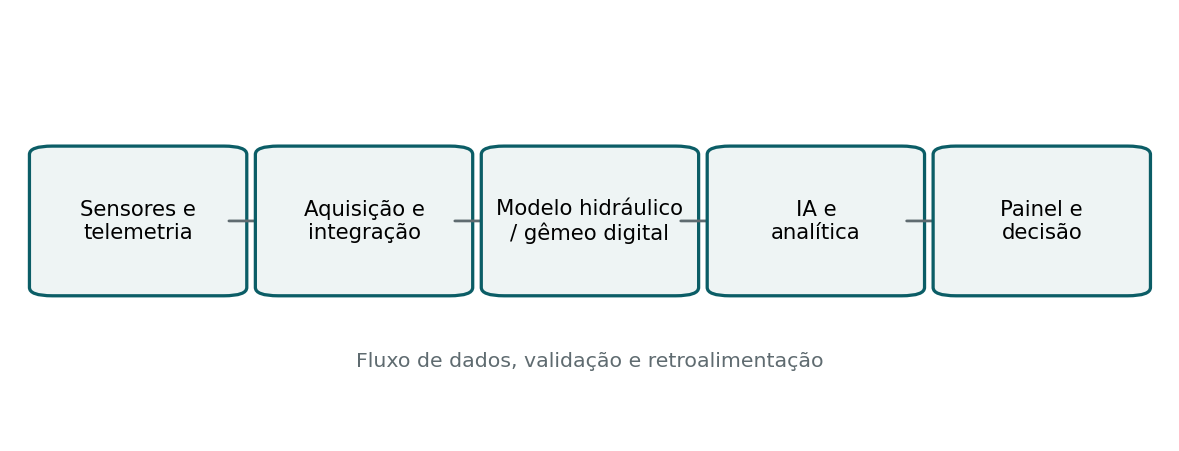 Sensores e
telemetria
Aquisição e
integração
Modelo hidráulico
/ gêmeo digital
IA e
analítica
Painel e
decisão
Fluxo de dados, validação e retroalimentação